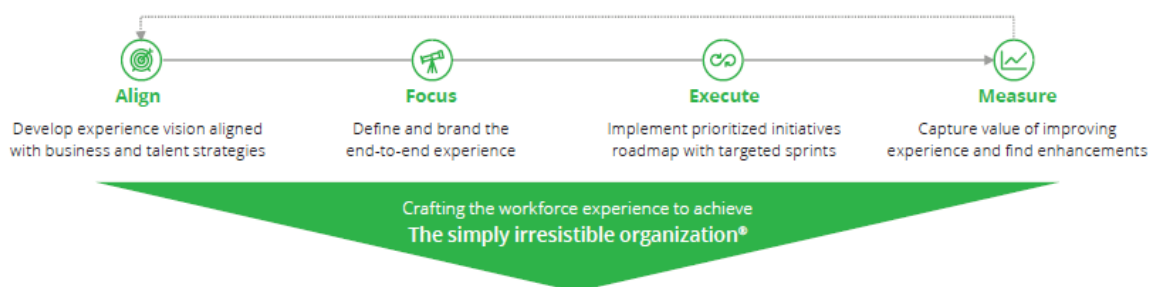 Align
Develop experience vision aligned
with business and talent strategies
Focus
Define and brand the
end-to-end experience
Execute
Implement prioritized initiatives
roadmap with targeted sprints
Measure
Capture value of improving
experience and find enhancements
Crafting the workforce experience to achieve
The simply irresistible organization®